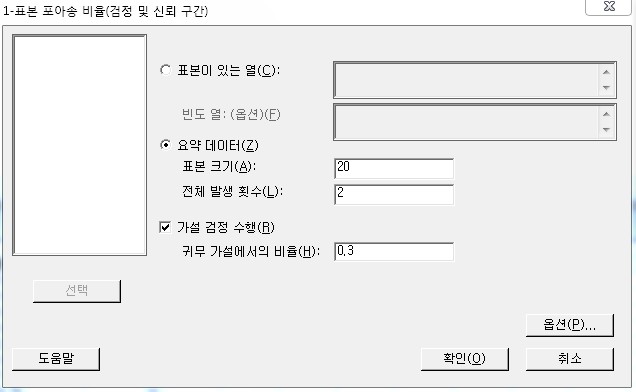 1-표본 포아송 비율(검정 및 신뢰 구간)
표본이 있는 열(C):
빈도 열: (옵션)(F)
요약 데이터(Z)
표본 크기(A): 20
전체 발생 횟수(L): 2
가설 검정 수행(R)
귀무 가설에서의 비율(H): 0.3
선택
옵션(P)...
도움말 확인(O) 취소